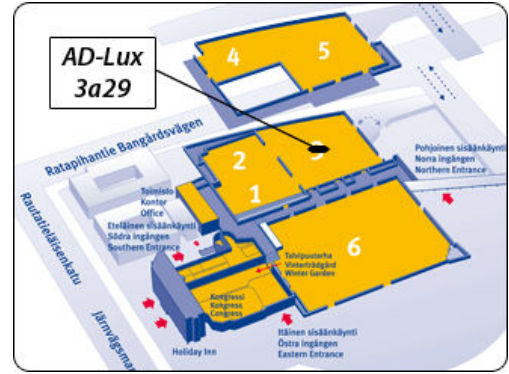 AD-Lux
3a29
4
5
Ratapihantie Bangårdsvägen
2
3
1
6
Pohjoinen sisäänkäynti
Norra ingången
Northern Entrance
Rautatieläisenkatu
Toimisto
Kontor
Office
Eteläinen sisäänkäynti
Södra ingången
Southern Entrance
Talvipuutarha
Vinterträdgård
Winter Garden
Kongressi
Kongress
Congress
Järnvägsma
Holiday Inn
Itäinen sisäänkäynti
Östra ingången
Eastern Entrance